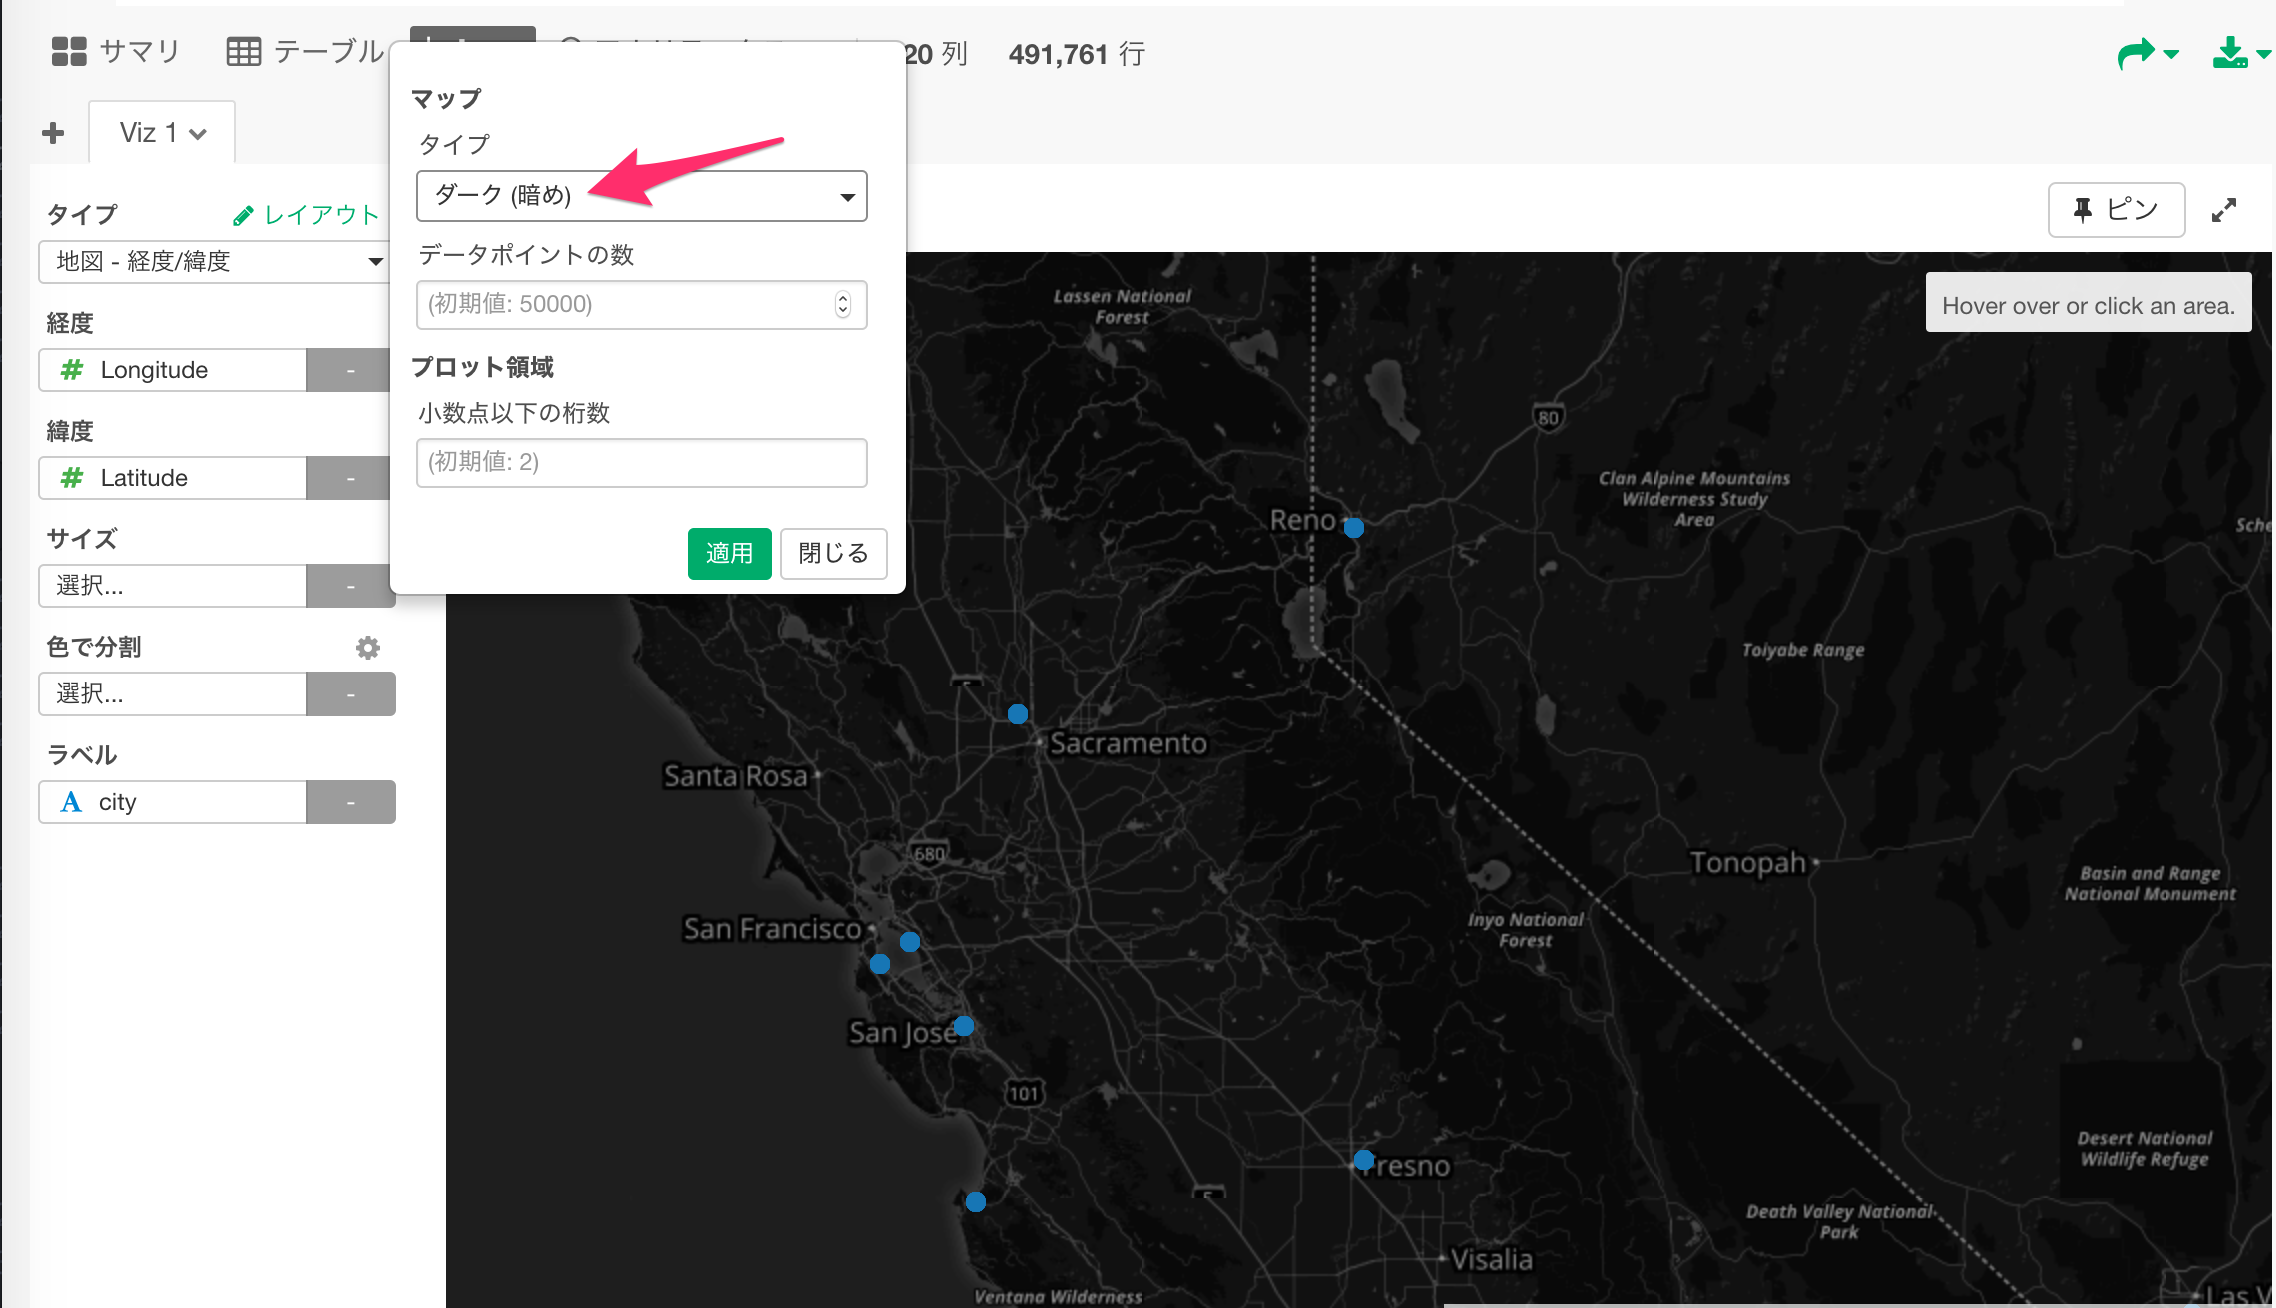 サマリ
テーブル
20 列
491,761 行
Viz 1
マップ
タイプ
ダーク (暗め)
データポイントの数
(初期値: 50000)
プロット領域
小数点以下の桁数
(初期値: 2)
適用
閉じる
タイプ
レイアウト
地図 - 経度/緯度
経度
# Longitude
-
緯度
# Latitude
-
サイズ
選択...
-
色で分割
選択...
-
ラベル
A city
-
ピン
Hover over or click an area.
Lassen National
Forest
80
Clan Alpine Mountains
Wilderness Study
Area
Reno
Sche
Toiyabe Range
5
Sacramento
Santa Rosa
680
Tonopah
Basin and Range
National Monument
San Francisco
Inyo National
Forest
San José
101
Desert National
Wildlife Refuge
Fresno
5
Death Valley National
Park
Visalia
Ventana Wilderness
Las V